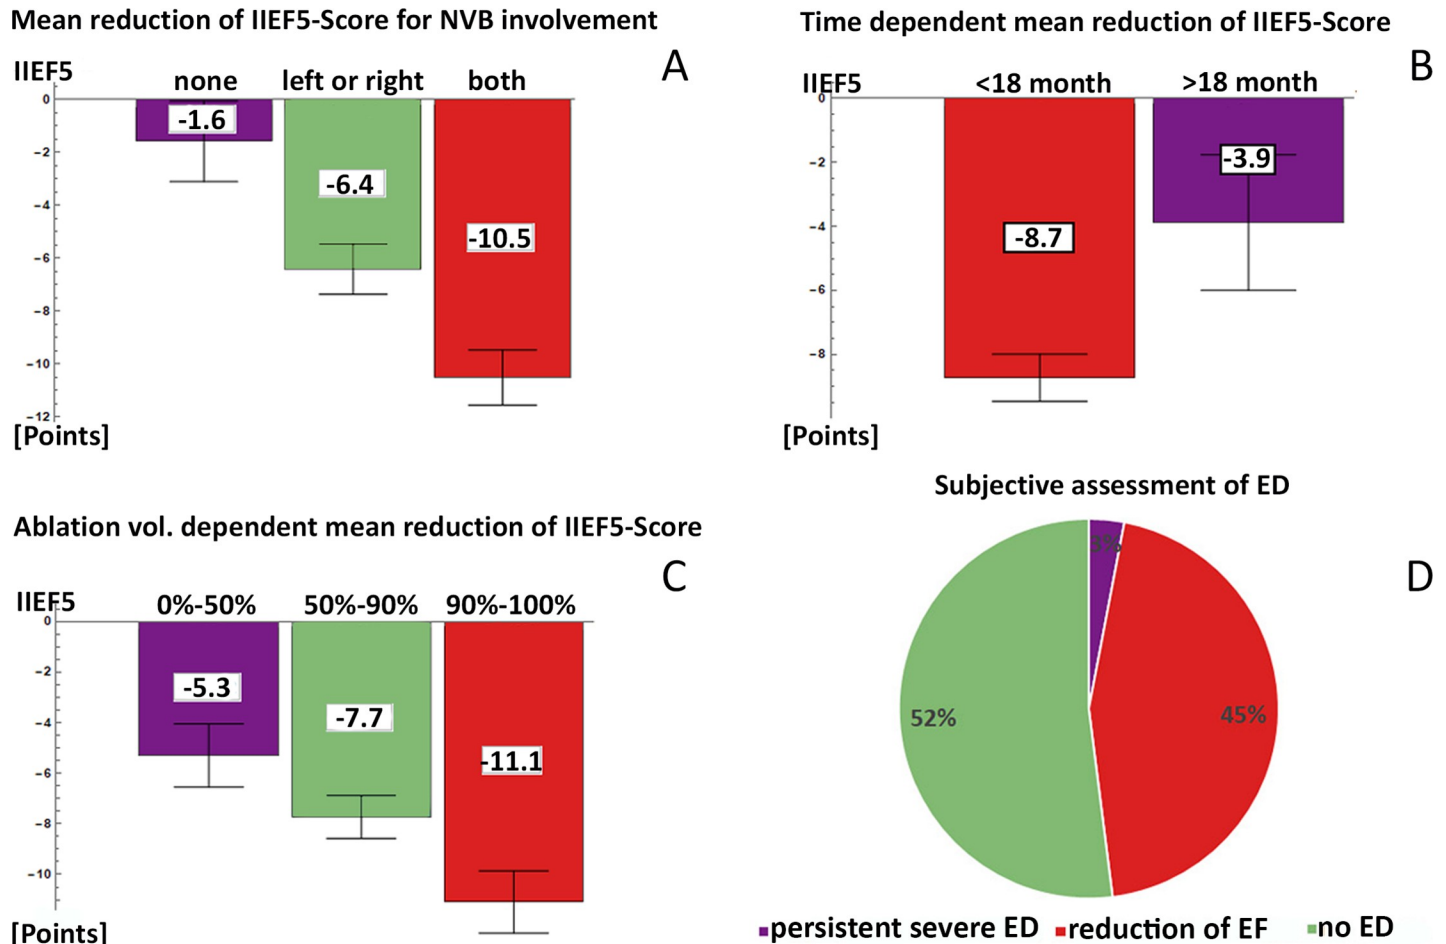 Mean reduction of IIEF5-Score for NVB involvement
A
IIEF5
none
left or right
both
0
−2
−4
−6
−8
−10
−12
-1.6
-6.4
-10.5
[Points]
Time dependent mean reduction of IIEF5-Score
B
IIEF5
<18 month
>18 month
0
−2
−4
−6
−8
-8.7
-3.9
[Points]
Ablation vol. dependent mean reduction of IIEF5-Score
C
IIEF5
0%-50%
50%-90%
90%-100%
0
−2
−4
−6
−8
−10
-5.3
-7.7
-11.1
[Points]
Subjective assessment of ED
D
3%
52%
45%
persistent severe ED
reduction of EF
no ED